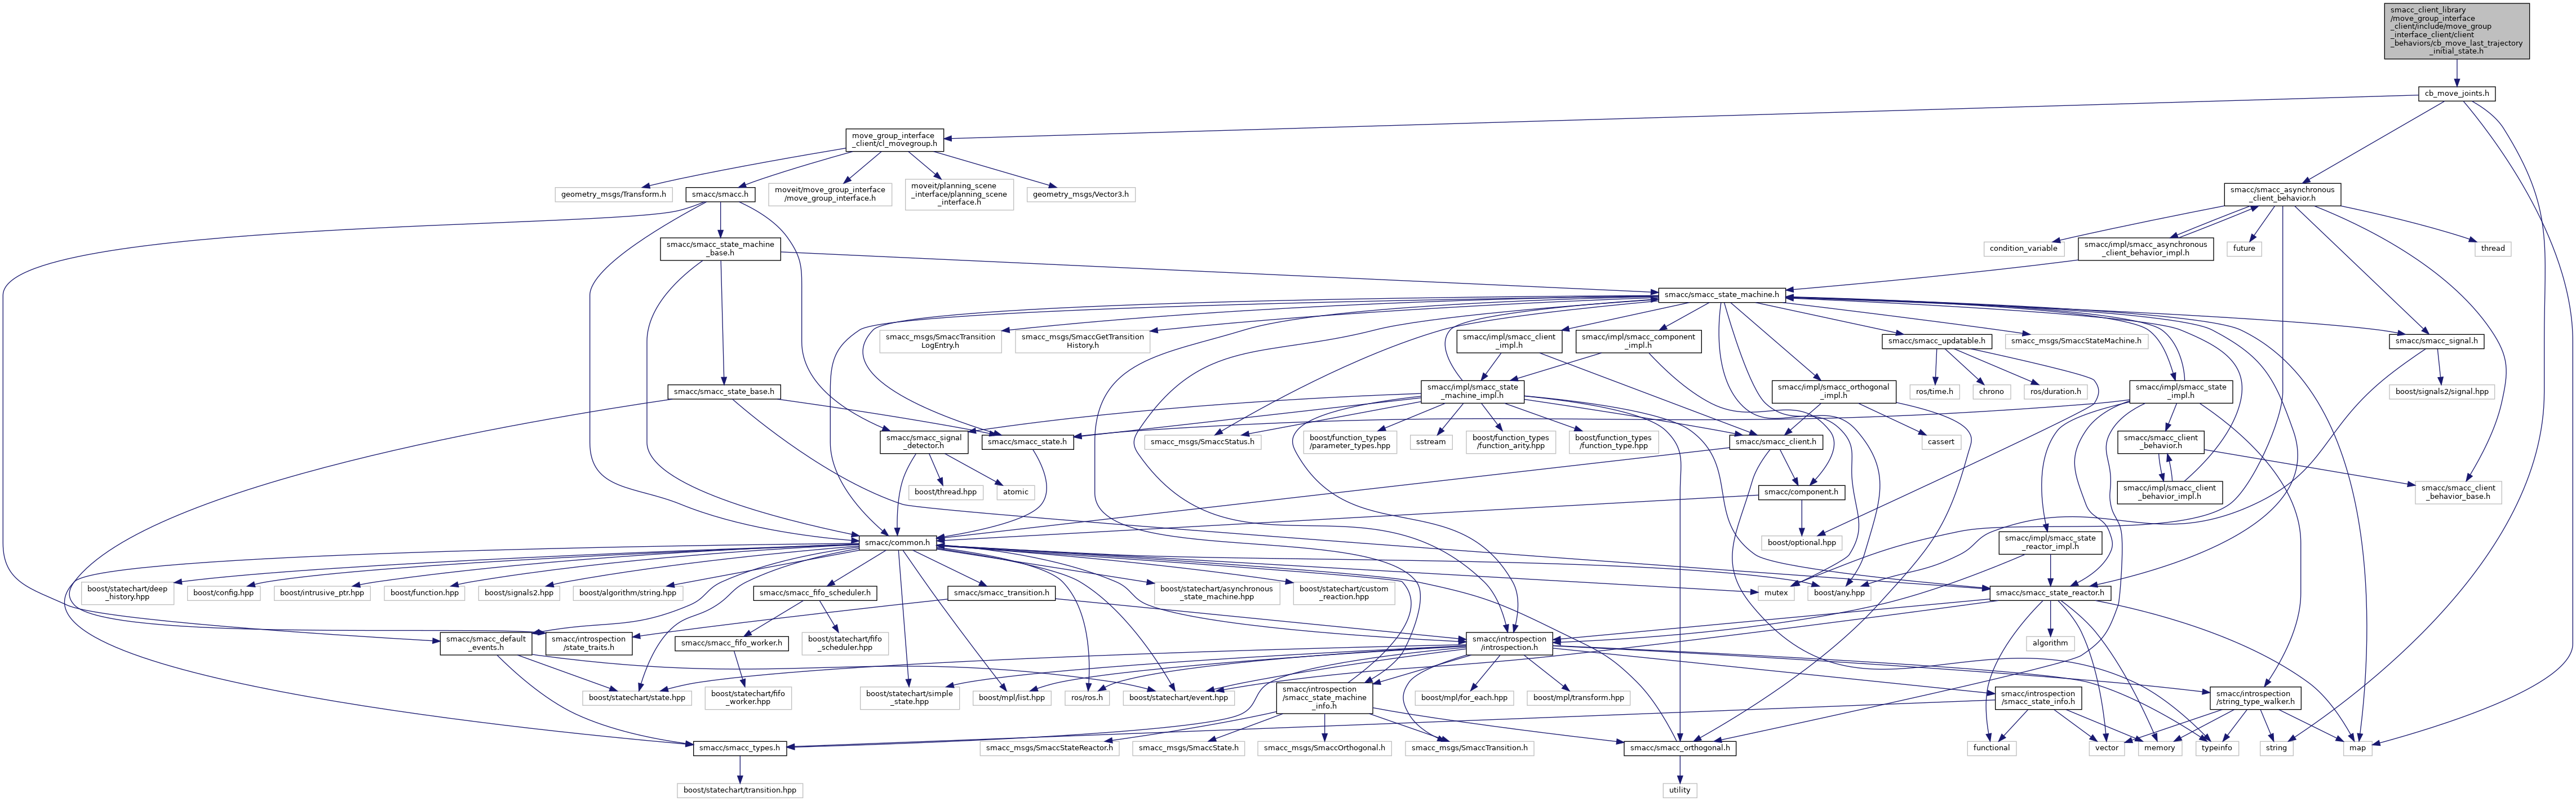 smacc_client_library
/move_group_interface
_client/include/move_group
_interface_client/client
_behaviors/cb_move_last_trajectory
_initial_state.h
cb_move_joints.h
move_group_interface
_client/cl_movegroup.h
geometry_msgs/Transform.h
smacc/smacc.h
moveit/move_group_interface
/move_group_interface.h
moveit/planning_scene
_interface/planning_scene
_interface.h
geometry_msgs/Vector3.h
smacc/smacc_asynchronous
_client_behavior.h
smacc/smacc_state_machine
_base.h
condition_variable
smacc/impl/smacc_asynchronous
_client_behavior_impl.h
future
thread
smacc/smacc_state_machine.h
smacc_msgs/SmaccTransition
LogEntry.h
smacc_msgs/SmaccGetTransition
History.h
smacc/impl/smacc_client
_impl.h
smacc/impl/smacc_component
_impl.h
smacc/smacc_updatable.h
smacc_msgs/SmaccStateMachine.h
smacc/smacc_signal.h
smacc/smacc_state_base.h
smacc/impl/smacc_state
_machine_impl.h
smacc/impl/smacc_orthogonal
_impl.h
ros/time.h
chrono
ros/duration.h
smacc/impl/smacc_state
_impl.h
boost/signals2/signal.hpp
smacc/smacc_signal
_detector.h
smacc/smacc_state.h
smacc_msgs/SmaccStatus.h
boost/function_types
/parameter_types.hpp
sstream
boost/function_types
/function_arity.hpp
boost/function_types
/function_type.hpp
smacc/smacc_client.h
cassert
smacc/smacc_client
_behavior.h
boost/thread.hpp
atomic
smacc/component.h
smacc/impl/smacc_client
_behavior_impl.h
smacc/smacc_client
_behavior_base.h
smacc/common.h
boost/optional.hpp
smacc/impl/smacc_state
_reactor_impl.h
boost/statechart/deep
_history.hpp
boost/config.hpp
boost/intrusive_ptr.hpp
boost/function.hpp
boost/signals2.hpp
boost/algorithm/string.hpp
smacc/smacc_fifo_scheduler.h
smacc/smacc_transition.h
boost/statechart/asynchronous
_state_machine.hpp
boost/statechart/custom
_reaction.hpp
mutex
boost/any.hpp
smacc/smacc_state_reactor.h
smacc/smacc_default
_events.h
smacc/introspection
/state_traits.h
smacc/smacc_fifo_worker.h
boost/statechart/fifo
_scheduler.hpp
smacc/introspection
/introspection.h
algorithm
boost/statechart/state.hpp
boost/statechart/fifo
_worker.hpp
boost/statechart/simple
_state.hpp
boost/mpl/list.hpp
ros/ros.h
boost/statechart/event.hpp
smacc/introspection
/smacc_state_machine
_info.h
boost/mpl/for_each.hpp
boost/mpl/transform.hpp
smacc/introspection
/smacc_state_info.h
smacc/introspection
/string_type_walker.h
smacc/smacc_types.h
smacc_msgs/SmaccStateReactor.h
smacc_msgs/SmaccState.h
smacc_msgs/SmaccOrthogonal.h
smacc_msgs/SmaccTransition.h
smacc/smacc_orthogonal.h
functional
vector
memory
typeinfo
string
map
boost/statechart/transition.hpp
utility